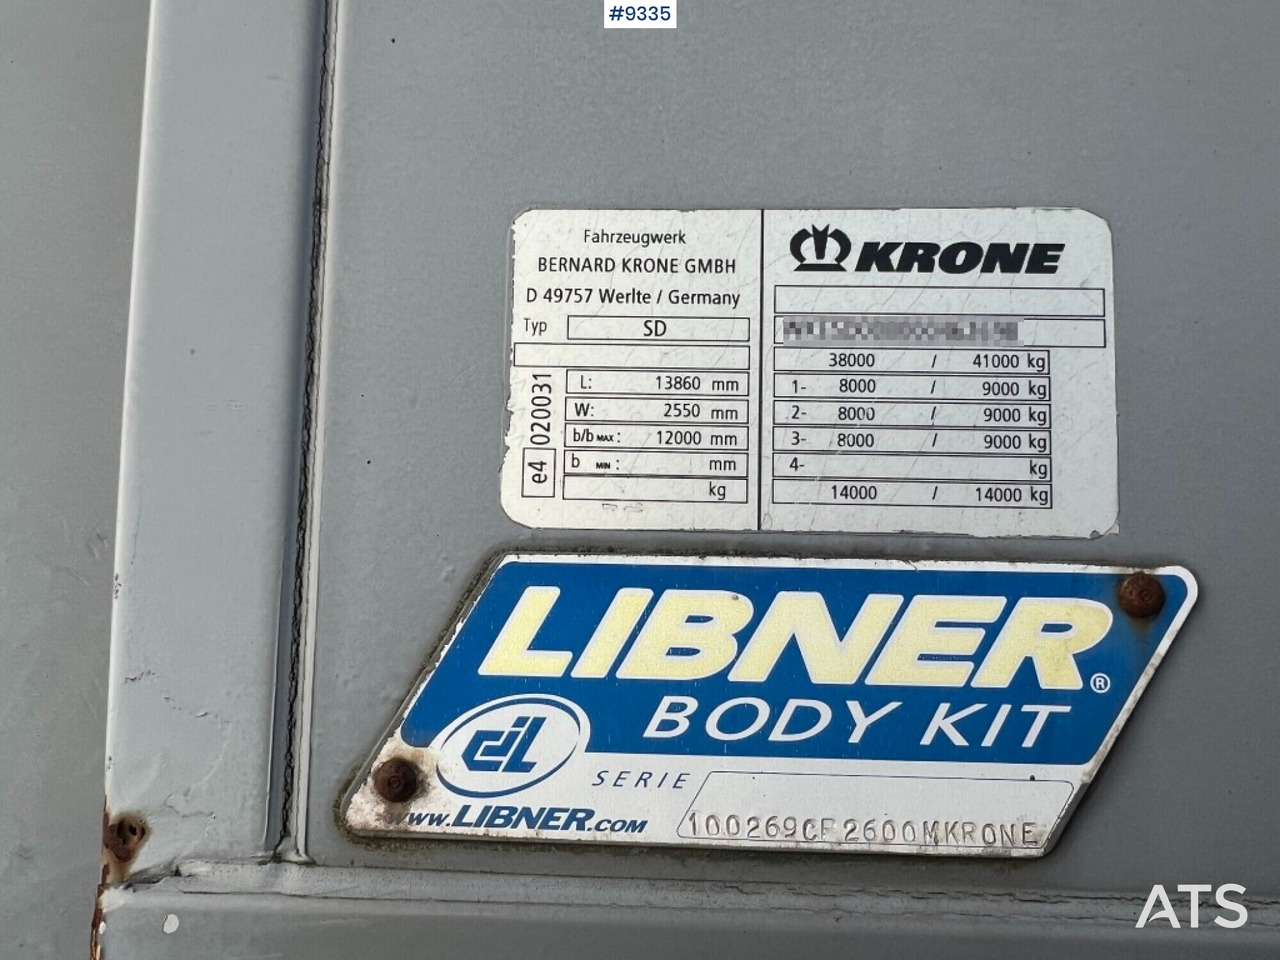 #9335
Fahrzeugwerk
BERNARD KRONE GMBH
D 49757 Werlte / Germany
Typ SD
e4 020031
L: 13860 mm
W: 2550 mm
b/b MAX: 12000 mm
b MIN: mm
kg
KRONE
38000 / 41000 kg
1- 8000 / 9000 kg
2- 8000 / 9000 kg
3- 8000 / 9000 kg
4- kg
14000 / 14000 kg
LIBNER®
BODY KIT
SERIE
www.LIBNER.COM
100269CF2600MKRONE
ATS